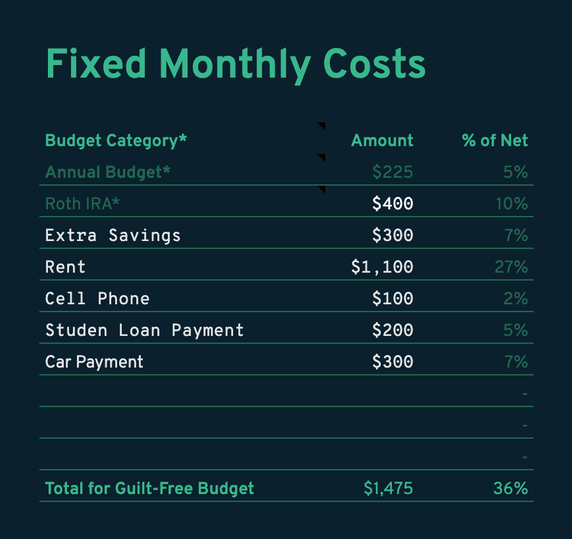 Fixed Monthly Costs
Budget Category* Amount % of Net
Annual Budget* $225 5%
Roth IRA* $400 10%
Extra Savings $300 7%
Rent $1,100 27%
Cell Phone $100 2%
Studen Loan Payment $200 5%
Car Payment $300 7%
-
-
-
Total for Guilt-Free Budget $1,475 36%